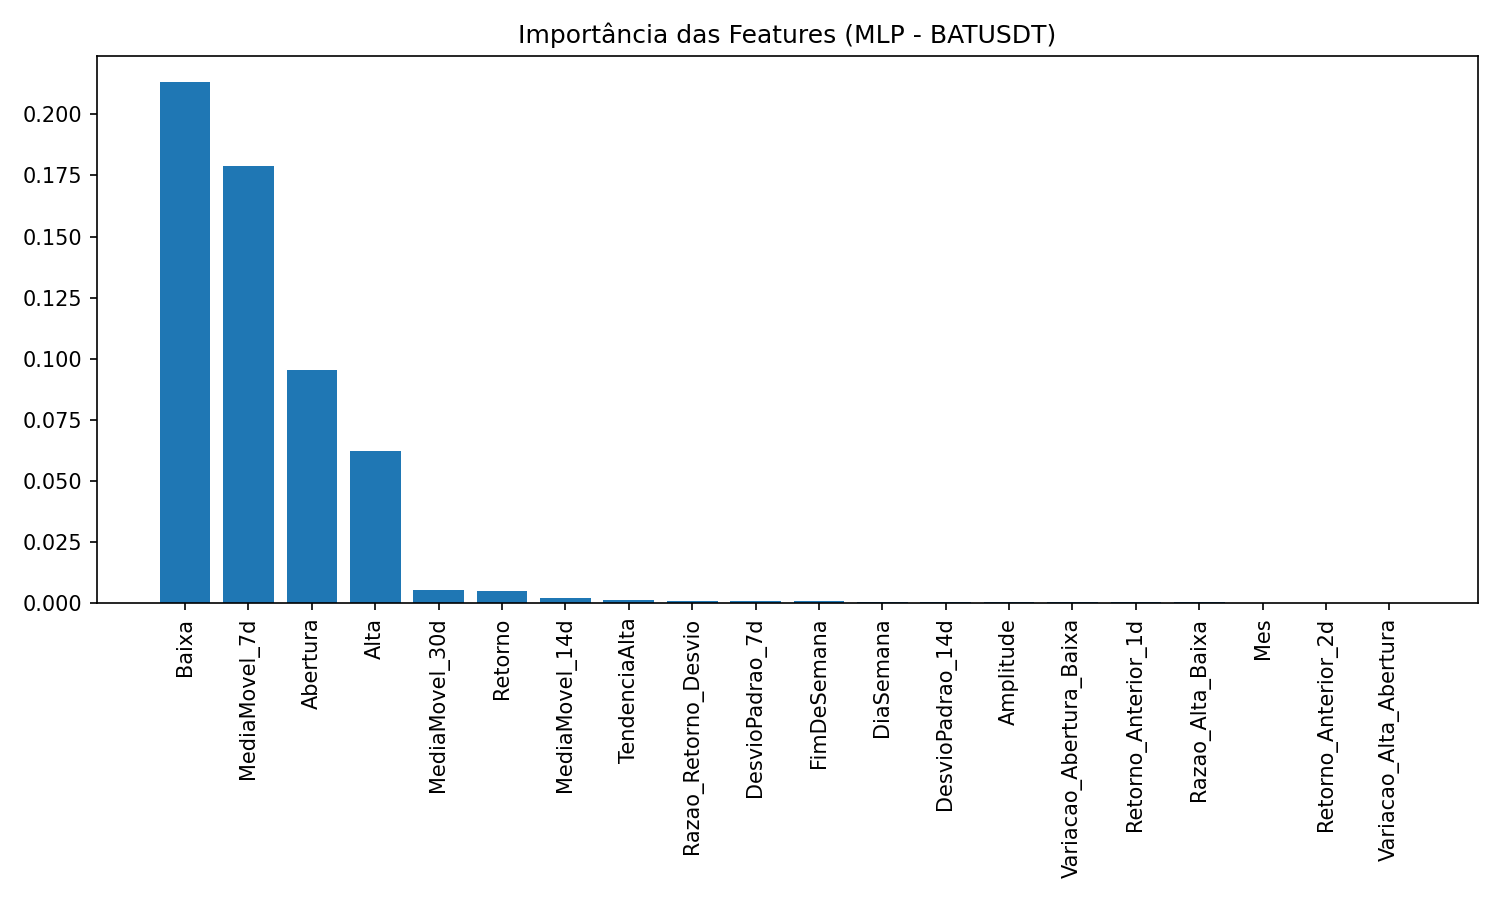 Importância das Features (MLP - BATUSDT)
0.200
0.175
0.150
0.125
0.100
0.075
0.050
0.025
0.000
Baixa
MediaMovel_7d
Abertura
Alta
MediaMovel_30d
Retorno
MediaMovel_14d
TendenciaAlta
Razao_Retorno_Desvio
DesvioPadrao_7d
FimDeSemana
DiaSemana
DesvioPadrao_14d
Amplitude
Variacao_Abertura_Baixa
Retorno_Anterior_1d
Razao_Alta_Baixa
Mes
Retorno_Anterior_2d
Variacao_Alta_Abertura